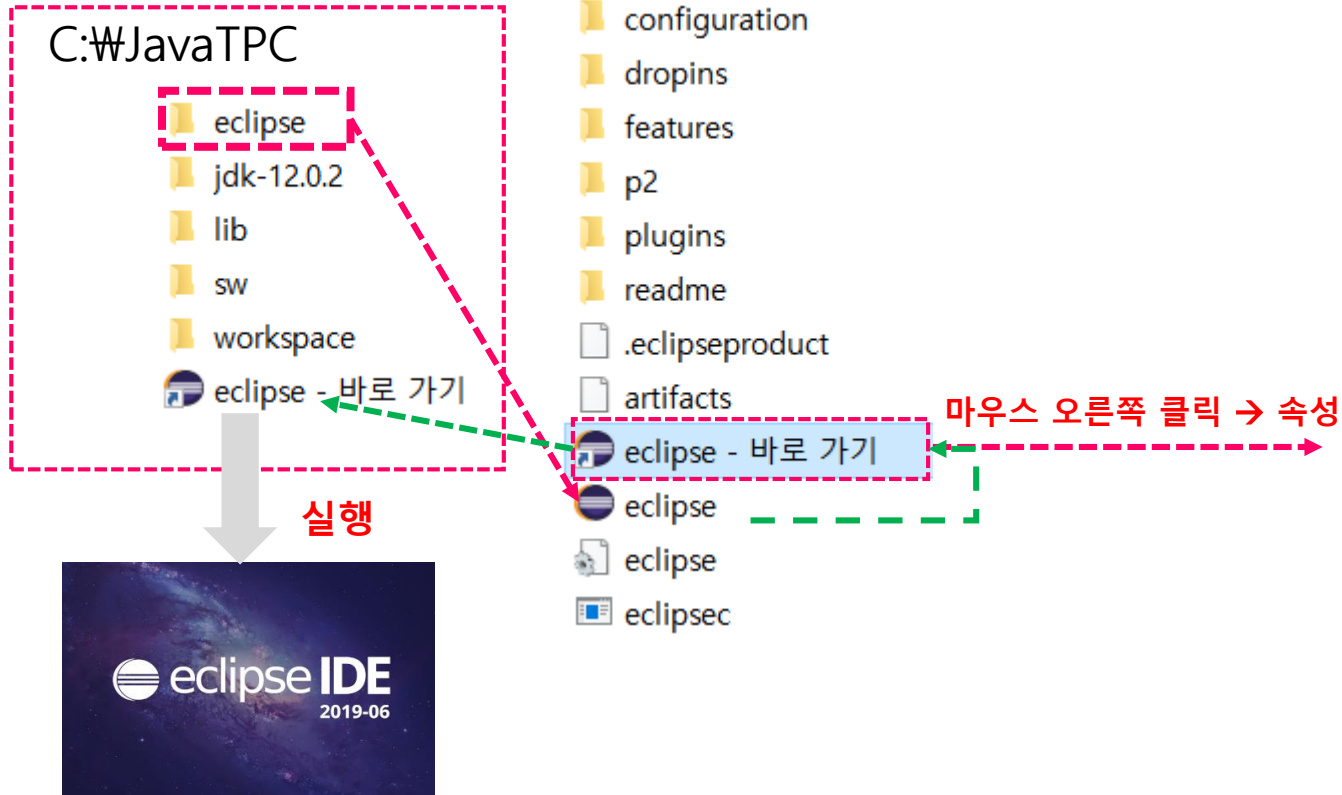 C:₩JavaTPC
eclipse
jdk-12.0.2
lib
sw
workspace
eclipse - 바로 가기
실행
eclipse IDE
2019-06
configuration
dropins
features
p2
plugins
readme
.eclipseproduct
artifacts
eclipse - 바로 가기
eclipse
eclipse
eclipsec
마우스 오른쪽 클릭 → 속성